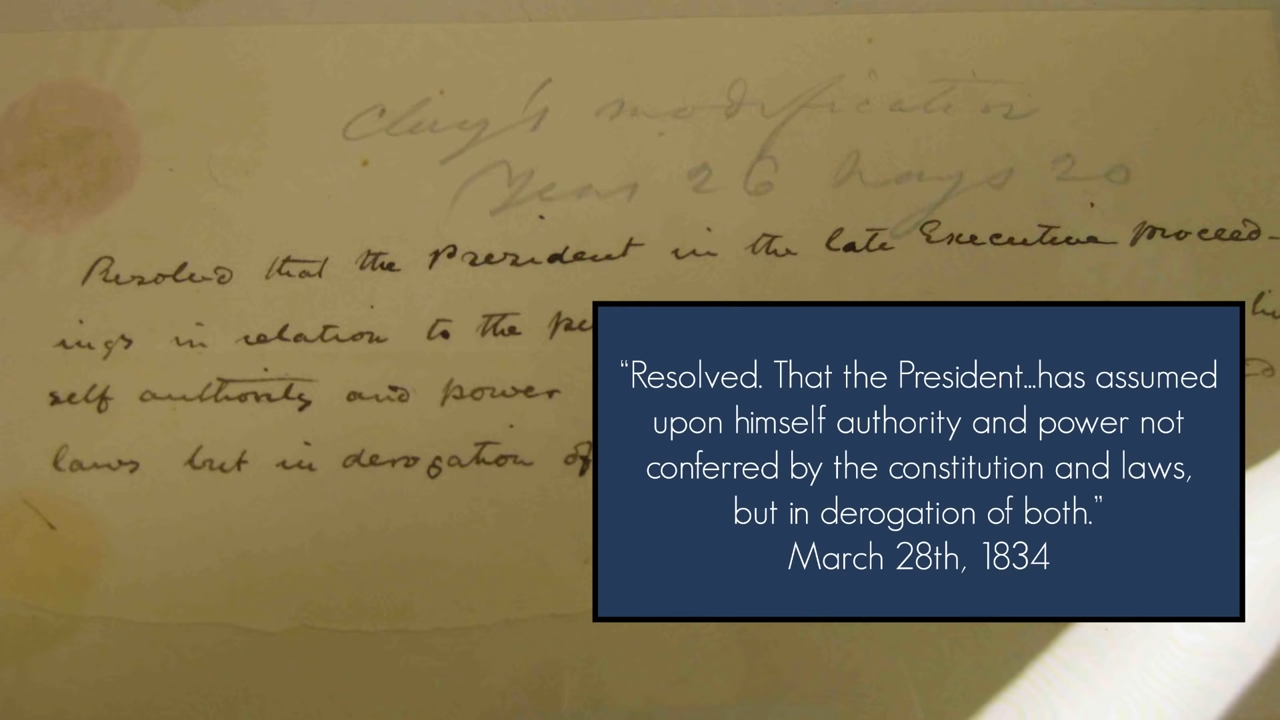 Clay's modification
Yeas 26 Nays 20
Resolved that the President in the late Executive proceed-
ings in relation to the
self authority and power
laws but in derogation of
“Resolved. That the President...has assumed
upon himself authority and power not
conferred by the constitution and laws,
but in derogation of both.”
March 28th, 1834